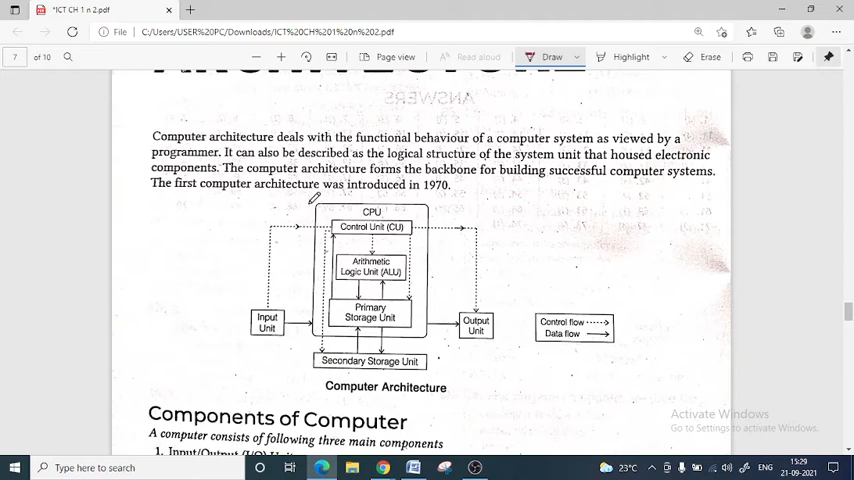 *ICT CH 1 n 2.pdf
File
C:/Users/USER%20PC/Downloads/ICT%20CH%201%20n%202.pdf
7 of 10
Page view
Read aloud
Draw
Highlight
Erase
ANSWERS
Computer architecture deals with the functional behaviour of a computer system as viewed by a
programmer. It can also be described as the logical structure of the system unit that housed electronic
components. The computer architecture forms the backbone for building successful computer systems.
The first computer architecture was introduced in 1970.
CPU
Control Unit (CU)
Arithmetic
Logic Unit (ALU)
Primary
Storage Unit
Input
Unit
Output
Unit
Control flow
Data flow
Secondary Storage Unit
Computer Architecture
Components of Computer
A computer consists of following three main components
1. Input/Output (I/O) Unit
Activate Windows
Go to Settings to activate Windows.
Type here to search
23°C
ENG
15:29
21-09-2021